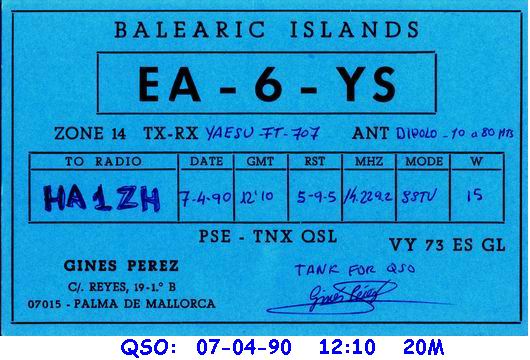 BALEARIC ISLANDS
EA - 6 - YS
ZONE 14 TX-RX YAESU FT-707 ANT DIPOLO - 10 a 80 MTS
TO RADIO DATE GMT RST MHZ MODE W
HA1ZH 7-4-90 12'10 5-9-5 14.229.2 SSTV 15
PSE - TNX QSL
VY 73 ES GL
GINES PEREZ
C/. REYES, 19-1.º B
07015 - PALMA DE MALLORCA
TANK FOR QSO
Gines Pérez
QSO: 07-04-90 12:10 20M